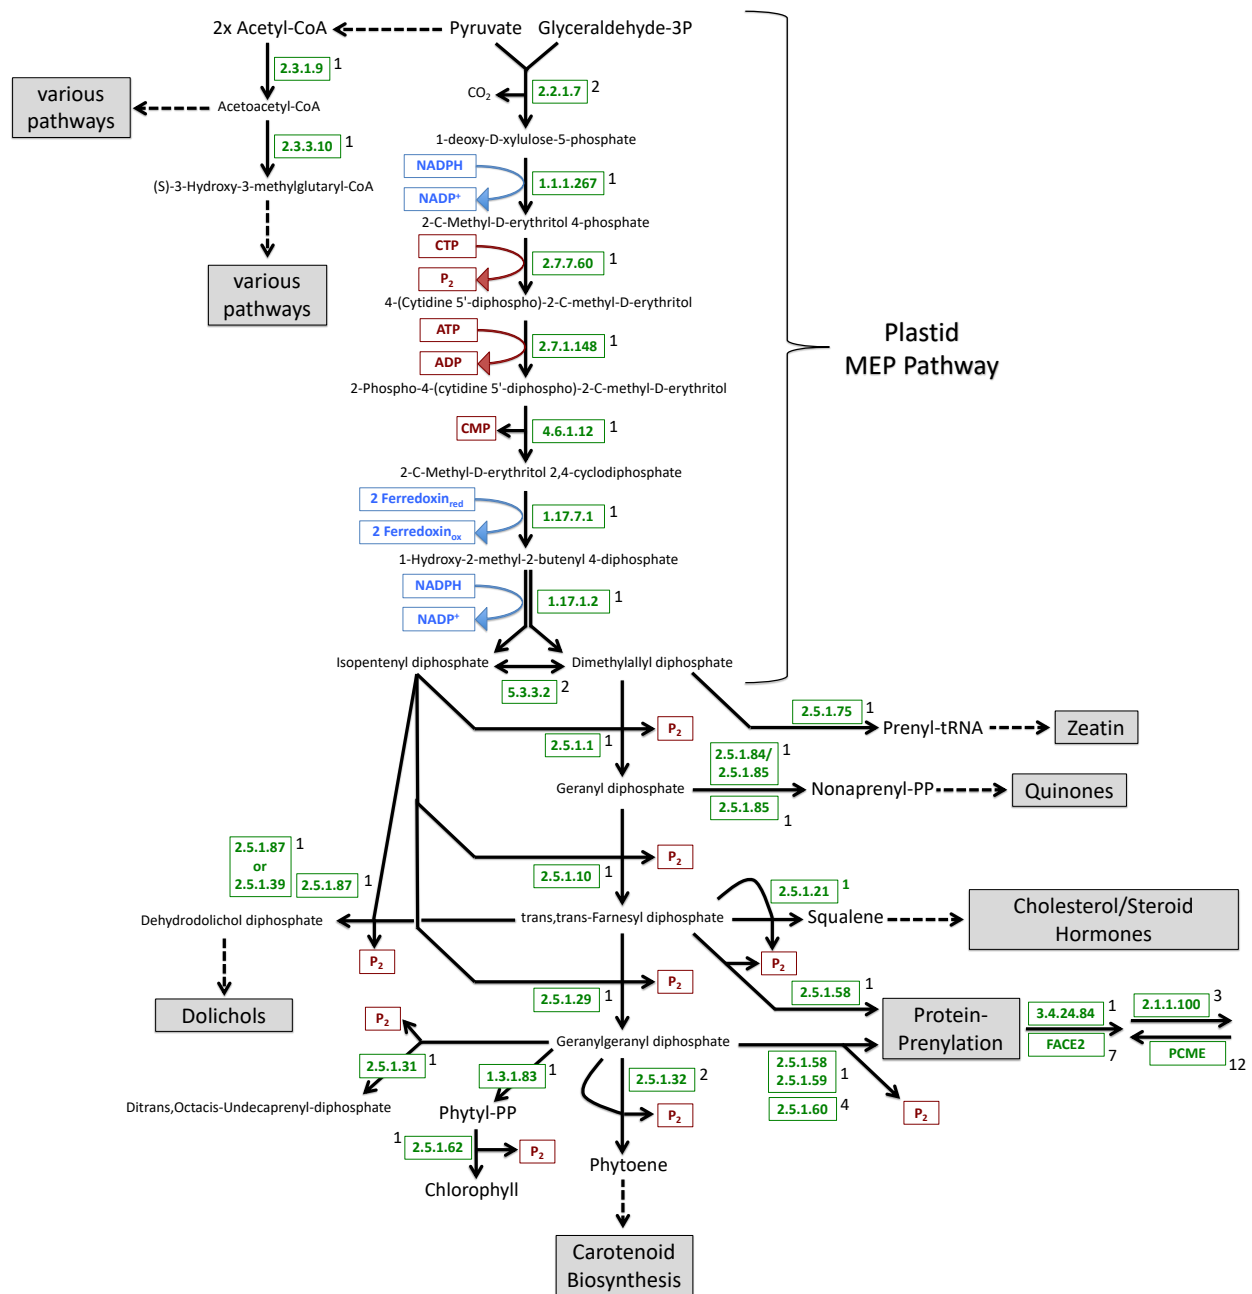 2x Acetyl-CoA
Pyruvate
Glyceraldehyde-3P
2.3.1.9 1
2.2.1.7 2
CO2
various
pathways
Acetoacetyl-CoA
1-deoxy-D-xylulose-5-phosphate
2.3.3.10 1
NADPH
NADP+
1.1.1.267 1
(S)-3-Hydroxy-3-methylglutaryl-CoA
2-C-Methyl-D-erythritol 4-phosphate
CTP
P2
2.7.7.60 1
various
pathways
4-(Cytidine 5'-diphospho)-2-C-methyl-D-erythritol
ATP
ADP
2.7.1.148 1
Plastid
MEP Pathway
2-Phospho-4-(cytidine 5'-diphospho)-2-C-methyl-D-erythritol
CMP
4.6.1.12 1
2-C-Methyl-D-erythritol 2,4-cyclodiphosphate
2 Ferredoxinred
2 Ferredoxinox
1.17.7.1 1
1-Hydroxy-2-methyl-2-butenyl 4-diphosphate
NADPH
NADP+
1.17.1.2 1
Isopentenyl diphosphate
Dimethylallyl diphosphate
5.3.3.2 2
2.5.1.75 1
2.5.1.1 1
P2
Prenyl-tRNA
Zeatin
2.5.1.84/
2.5.1.85
1
Geranyl diphosphate
Nonaprenyl-PP
Quinones
2.5.1.85
1
2.5.1.87
or
2.5.1.39
1
2.5.1.87 1
2.5.1.10 1
P2
2.5.1.21 1
Dehydrodolichol diphosphate
trans,trans-Farnesyl diphosphate
Squalene
Cholesterol/Steroid
Hormones
P2
P2
2.5.1.29 1
P2
2.5.1.58 1
Dolichols
Protein-
Prenylation
3.4.24.84 1
FACE2 7
2.1.1.100 3
PCME 12
P2
Geranylgeranyl diphosphate
2.5.1.31 1
1.3.1.83 1
2.5.1.32 2
2.5.1.58
2.5.1.59 1
2.5.1.60 4
Ditrans,Octacis-Undecaprenyl-diphosphate
Phytyl-PP
P2
P2
1 2.5.1.62
P2
Phytoene
Chlorophyll
Carotenoid
Biosynthesis